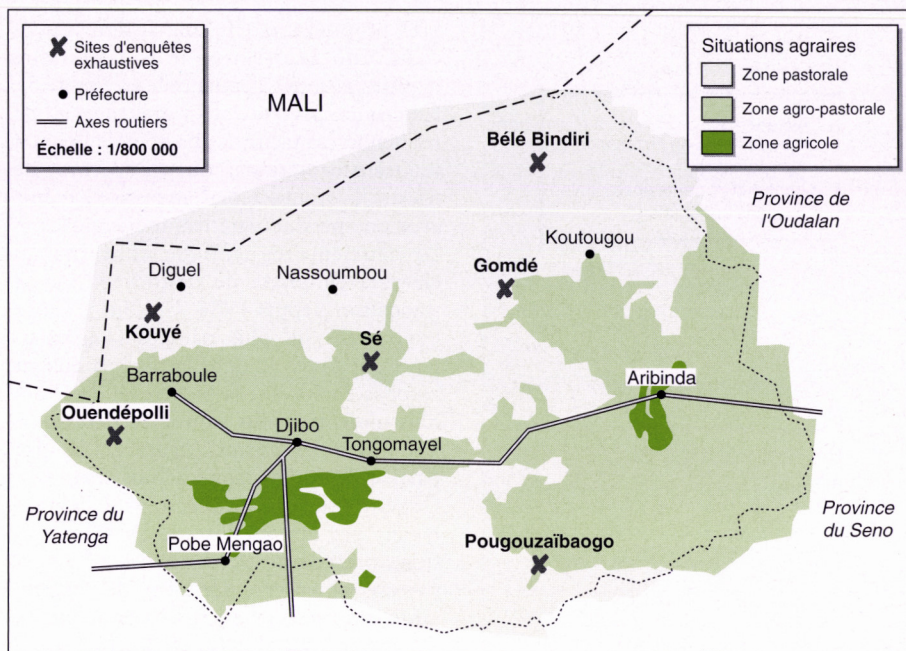 Sites d'enquêtes
exhaustives
Préfecture
Axes routiers
Échelle : 1/800 000
MALI
Situations agraires
Zone pastorale
Zone agro-pastorale
Zone agricole
Bélé Bindiri
Province de
l'Oudalan
Koutougou
Diguel
Nassoumbou
Gomdé
Kouyé
Sé
Barraboule
Aribinda
Ouendépolli
Djibo
Tongomayel
Province du
Yatenga
Province
du Seno
Pobe Mengao
Pougouzaïbaogo